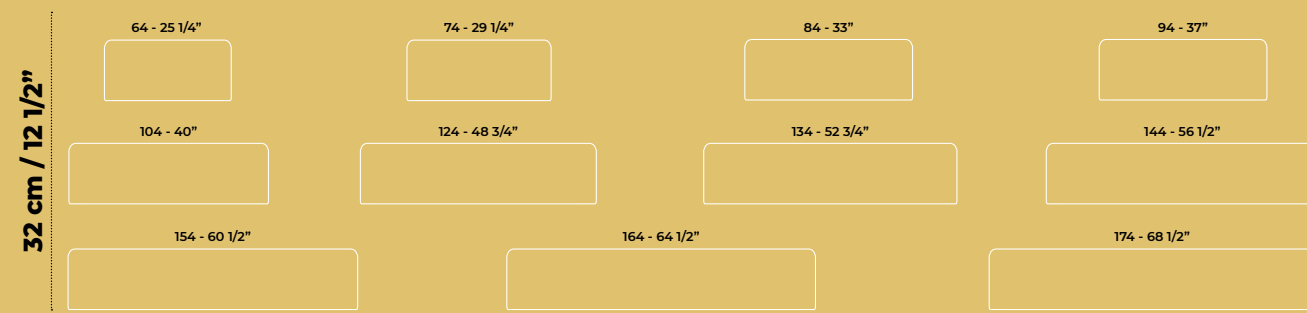 32 cm / 12 1/2”
64 - 25 1/4”
74 - 29 1/4”
84 - 33”
94 - 37”
104 - 40”
124 - 48 3/4”
134 - 52 3/4”
144 - 56 1/2”
154 - 60 1/2”
164 - 64 1/2”
174 - 68 1/2”